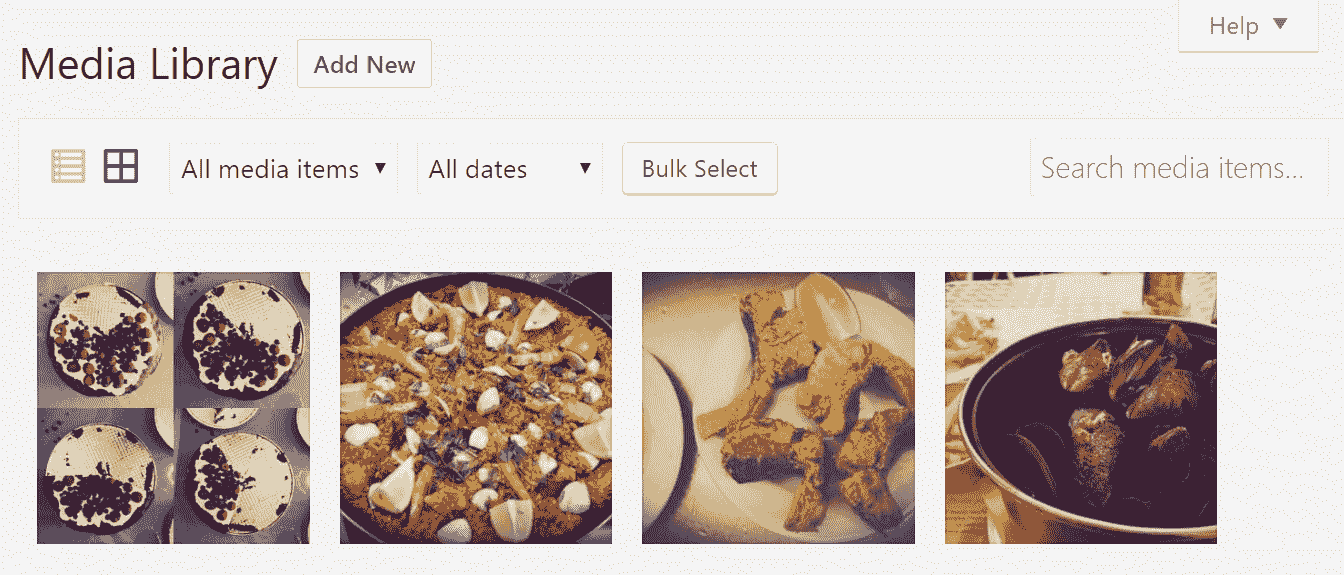 Help
Media Library
Add New
All media items
All dates
Bulk Select
Search media items...